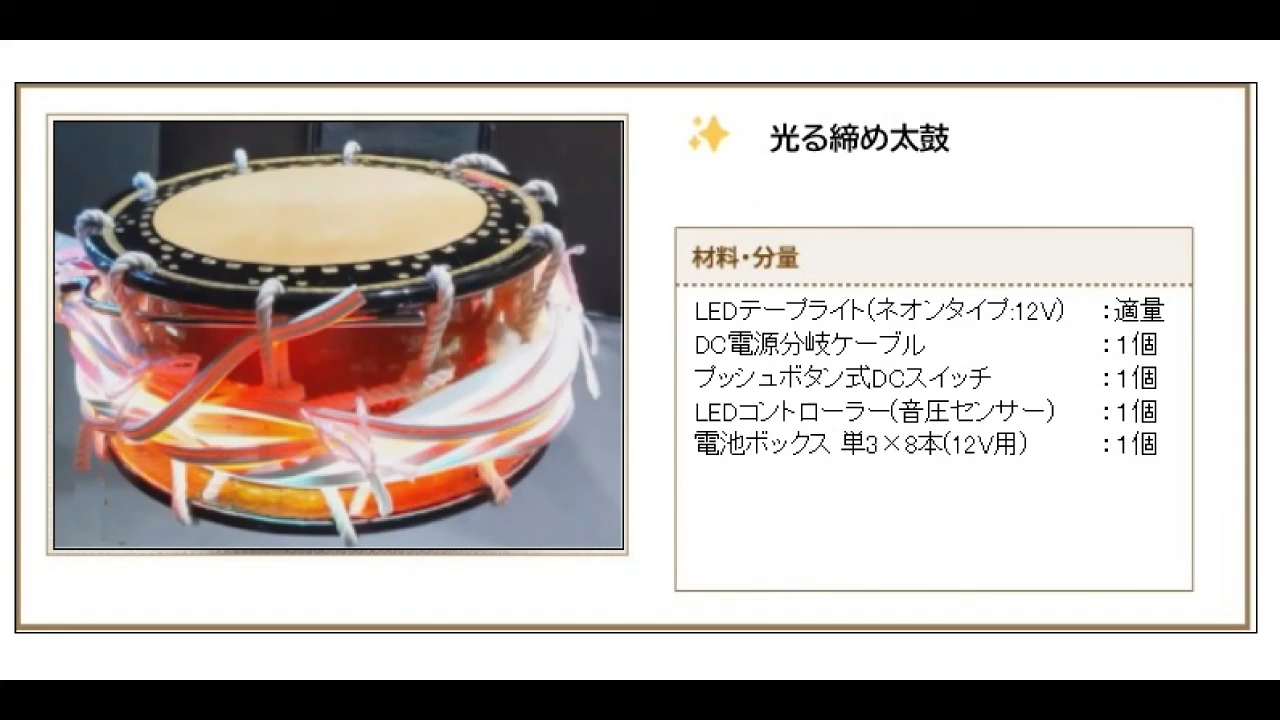 光る締め太鼓
材料・分量
LEDテープライト(ネオンタイプ:12V) :適量
DC電源分岐ケーブル :1個
プッシュボタン式DCスイッチ :1個
LEDコントローラー(音圧センサー) :1個
電池ボックス 単3×8本(12V用) :1個